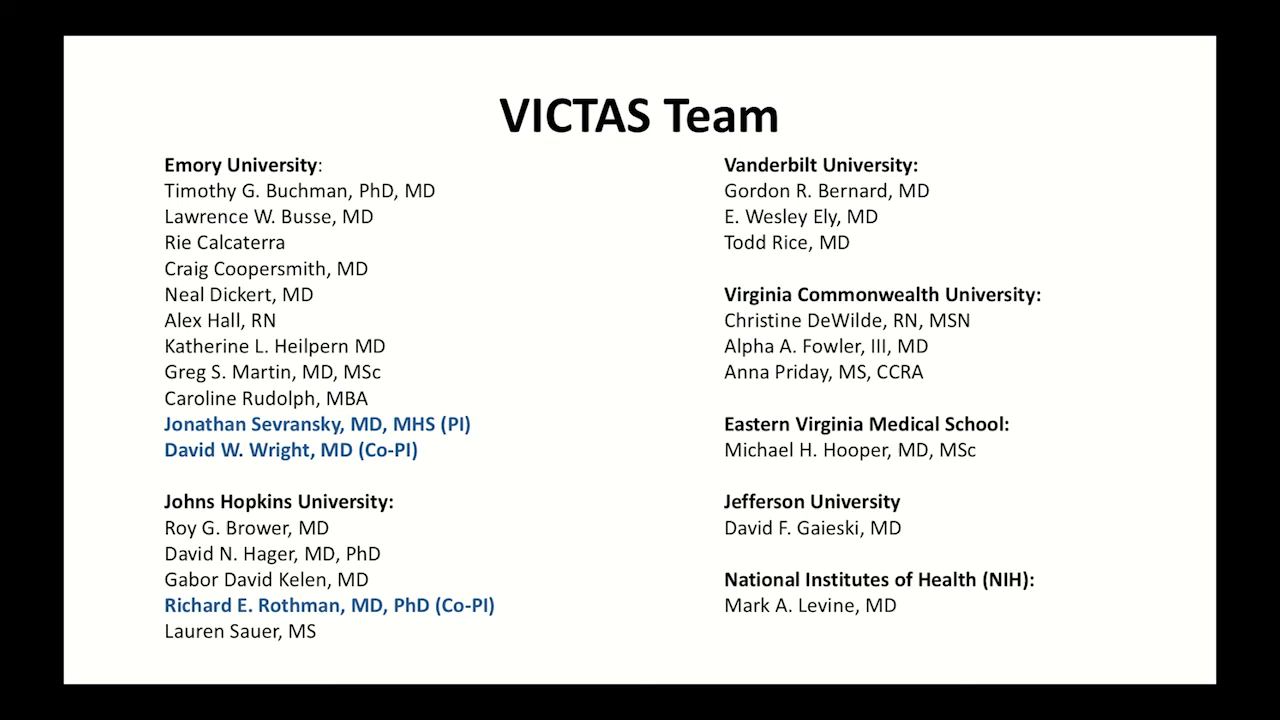 VICTAS Team
Emory University:
Timothy G. Buchman, PhD, MD
Lawrence W. Busse, MD
Rie Calcaterra
Craig Coopersmith, MD
Neal Dickert, MD
Alex Hall, RN
Katherine L. Heilpern MD
Greg S. Martin, MD, MSc
Caroline Rudolph, MBA
Jonathan Sevransky, MD, MHS (PI)
David W. Wright, MD (Co-PI)
Johns Hopkins University:
Roy G. Brower, MD
David N. Hager, MD, PhD
Gabor David Kelen, MD
Richard E. Rothman, MD, PhD (Co-PI)
Lauren Sauer, MS
Vanderbilt University:
Gordon R. Bernard, MD
E. Wesley Ely, MD
Todd Rice, MD
Virginia Commonwealth University:
Christine DeWilde, RN, MSN
Alpha A. Fowler, III, MD
Anna Priday, MS, CCRA
Eastern Virginia Medical School:
Michael H. Hooper, MD, MSc
Jefferson University
David F. Gaieski, MD
National Institutes of Health (NIH):
Mark A. Levine, MD